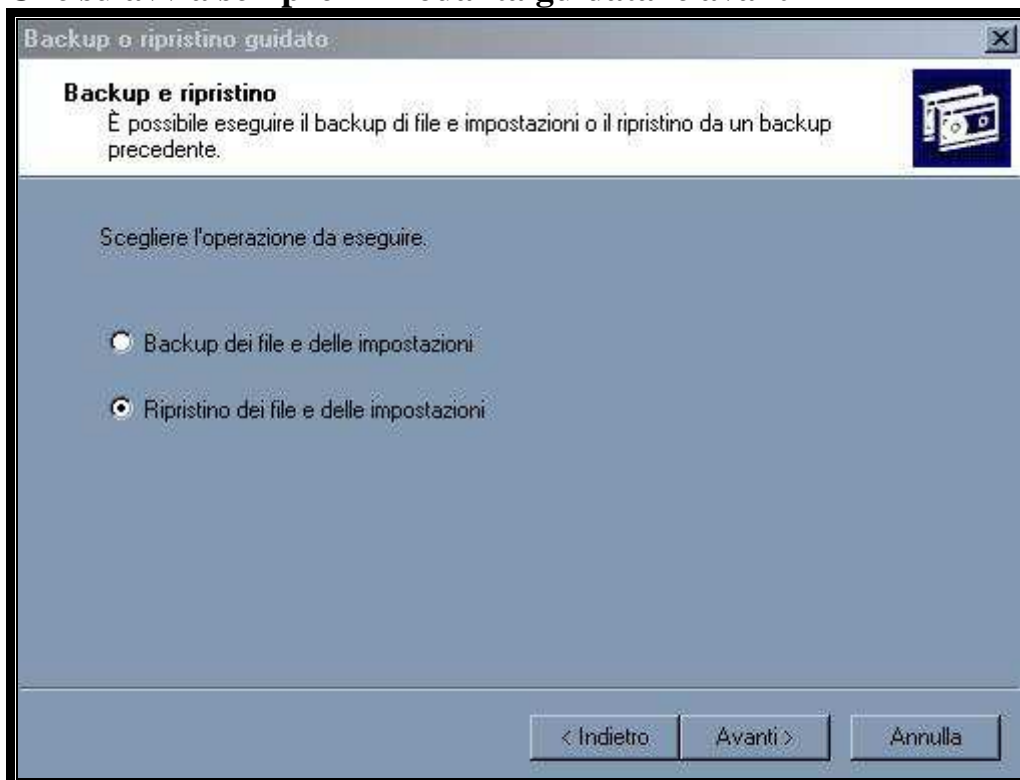 Backup o ripristino guidato
Backup e ripristino
È possibile eseguire il backup di file e impostazioni o il ripristino da un backup
precedente.
Scegliere l'operazione da eseguire.
Backup dei file e delle impostazioni
Ripristino dei file e delle impostazioni
< Indietro
Avanti >
Annulla